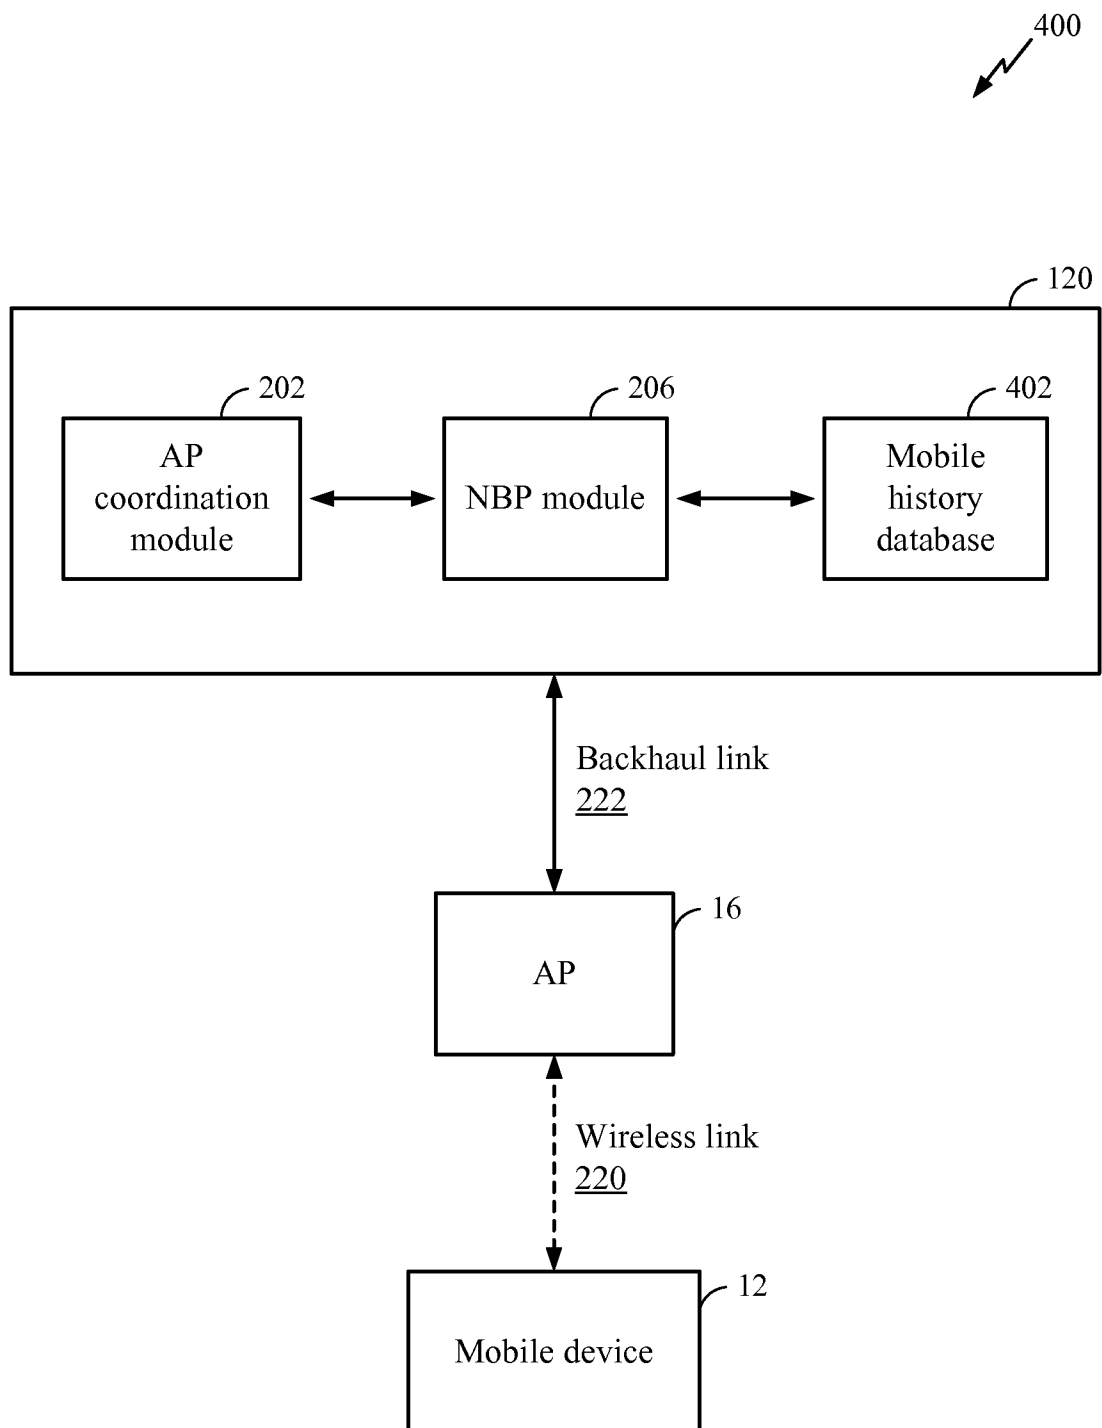 400
120
202
206
402
AP
coordination
module
NBP module
Mobile
history
database
Backhaul link
222
16
AP
Wireless link
220
12
Mobile device